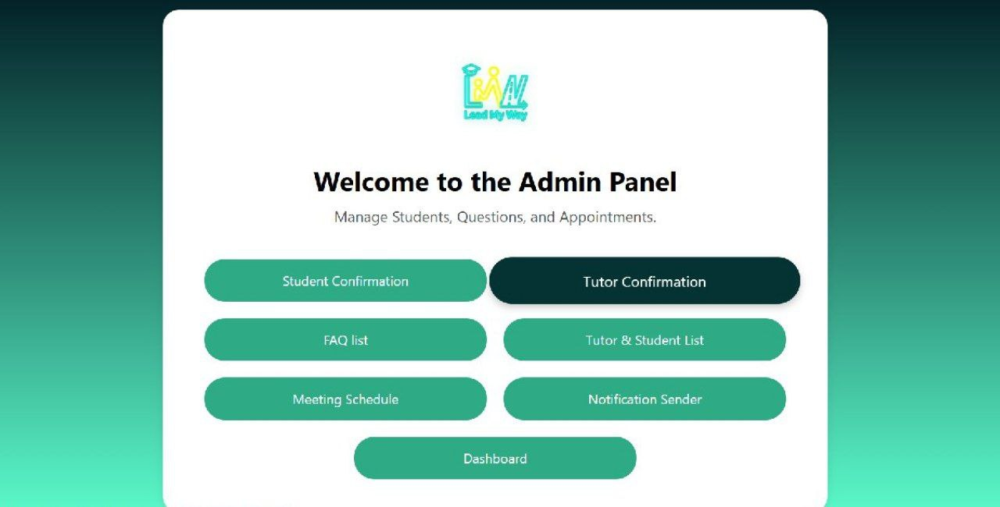 Lead My Way
Welcome to the Admin Panel
Manage Students, Questions, and Appointments.
Student Confirmation
Tutor Confirmation
FAQ list
Tutor & Student List
Meeting Schedule
Notification Sender
Dashboard